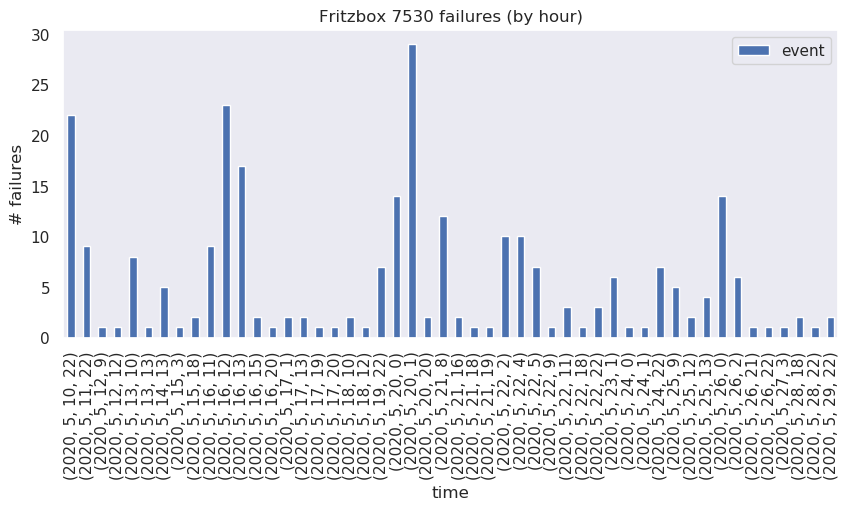 Fritzbox 7530 failures (by hour)
event
# failures
30
25
20
15
10
5
0
(2020, 5, 10, 22)
(2020, 5, 11, 22)
(2020, 5, 12, 9)
(2020, 5, 12, 12)
(2020, 5, 13, 10)
(2020, 5, 13, 13)
(2020, 5, 14, 13)
(2020, 5, 15, 3)
(2020, 5, 15, 18)
(2020, 5, 16, 11)
(2020, 5, 16, 12)
(2020, 5, 16, 13)
(2020, 5, 16, 15)
(2020, 5, 16, 20)
(2020, 5, 17, 1)
(2020, 5, 17, 13)
(2020, 5, 17, 19)
(2020, 5, 17, 20)
(2020, 5, 18, 10)
(2020, 5, 18, 12)
(2020, 5, 19, 22)
(2020, 5, 20, 0)
(2020, 5, 20, 1)
(2020, 5, 20, 20)
(2020, 5, 21, 8)
(2020, 5, 21, 16)
(2020, 5, 21, 18)
(2020, 5, 21, 19)
(2020, 5, 22, 2)
(2020, 5, 22, 4)
(2020, 5, 22, 5)
(2020, 5, 22, 9)
(2020, 5, 22, 11)
(2020, 5, 22, 18)
(2020, 5, 22, 22)
(2020, 5, 23, 1)
(2020, 5, 24, 0)
(2020, 5, 24, 1)
(2020, 5, 24, 22)
(2020, 5, 25, 9)
(2020, 5, 25, 12)
(2020, 5, 25, 13)
(2020, 5, 26, 0)
(2020, 5, 26, 2)
(2020, 5, 26, 21)
(2020, 5, 26, 22)
(2020, 5, 27, 3)
(2020, 5, 28, 18)
(2020, 5, 28, 22)
(2020, 5, 29, 22)
time